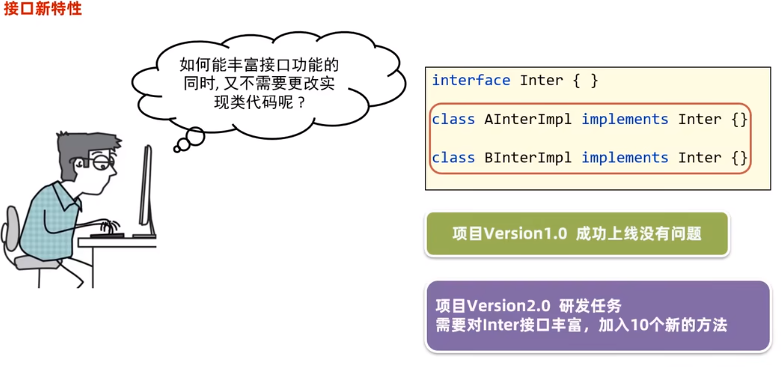 接口新特性
如何能丰富接口功能的
同时, 又不需要更改实
现类代码呢？
interface Inter { }
class AInterImpl implements Inter {}
class BInterImpl implements Inter {}
项目Version1.0 成功上线没有问题
项目Version2.0 研发任务
需要对Inter接口丰富，加入10个新的方法